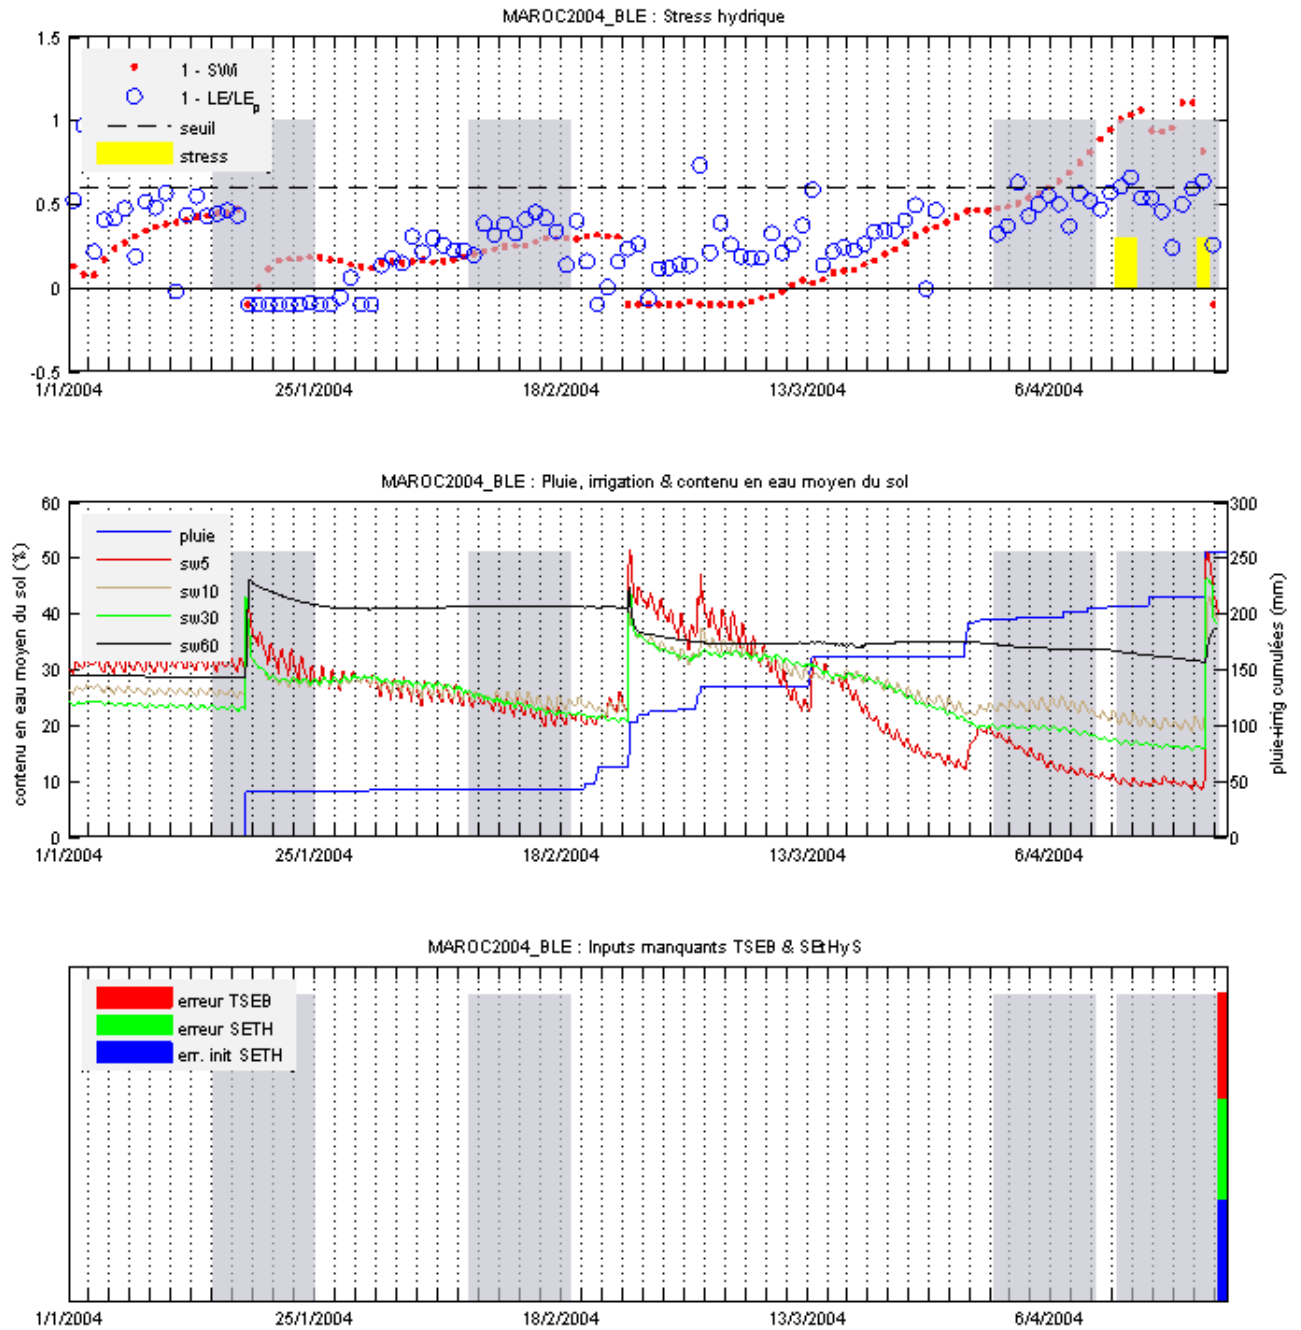 MAROC2004_BLE : Stress hydrique
1.5
1
0.5
0
-0.5
1 - SWI
1 - LE/LEp
seuil
stress
1/1/2004
25/1/2004
18/2/2004
13/3/2004
6/4/2004
MAROC2004_BLE : Pluie, irrigation & contenu en eau moyen du sol
contenu en eau moyen du sol (%)
60
50
40
30
20
10
0
pluie
sw5
sw10
sw30
sw60
300
250
200
150
100
50
0
pluie+irrig cumulées (mm)
1/1/2004
25/1/2004
18/2/2004
13/3/2004
6/4/2004
MAROC2004_BLE : Inputs manquants TSEB & SEtHyS
erreur TSEB
erreur SETH
err. init SETH
1/1/2004
25/1/2004
18/2/2004
13/3/2004
6/4/2004